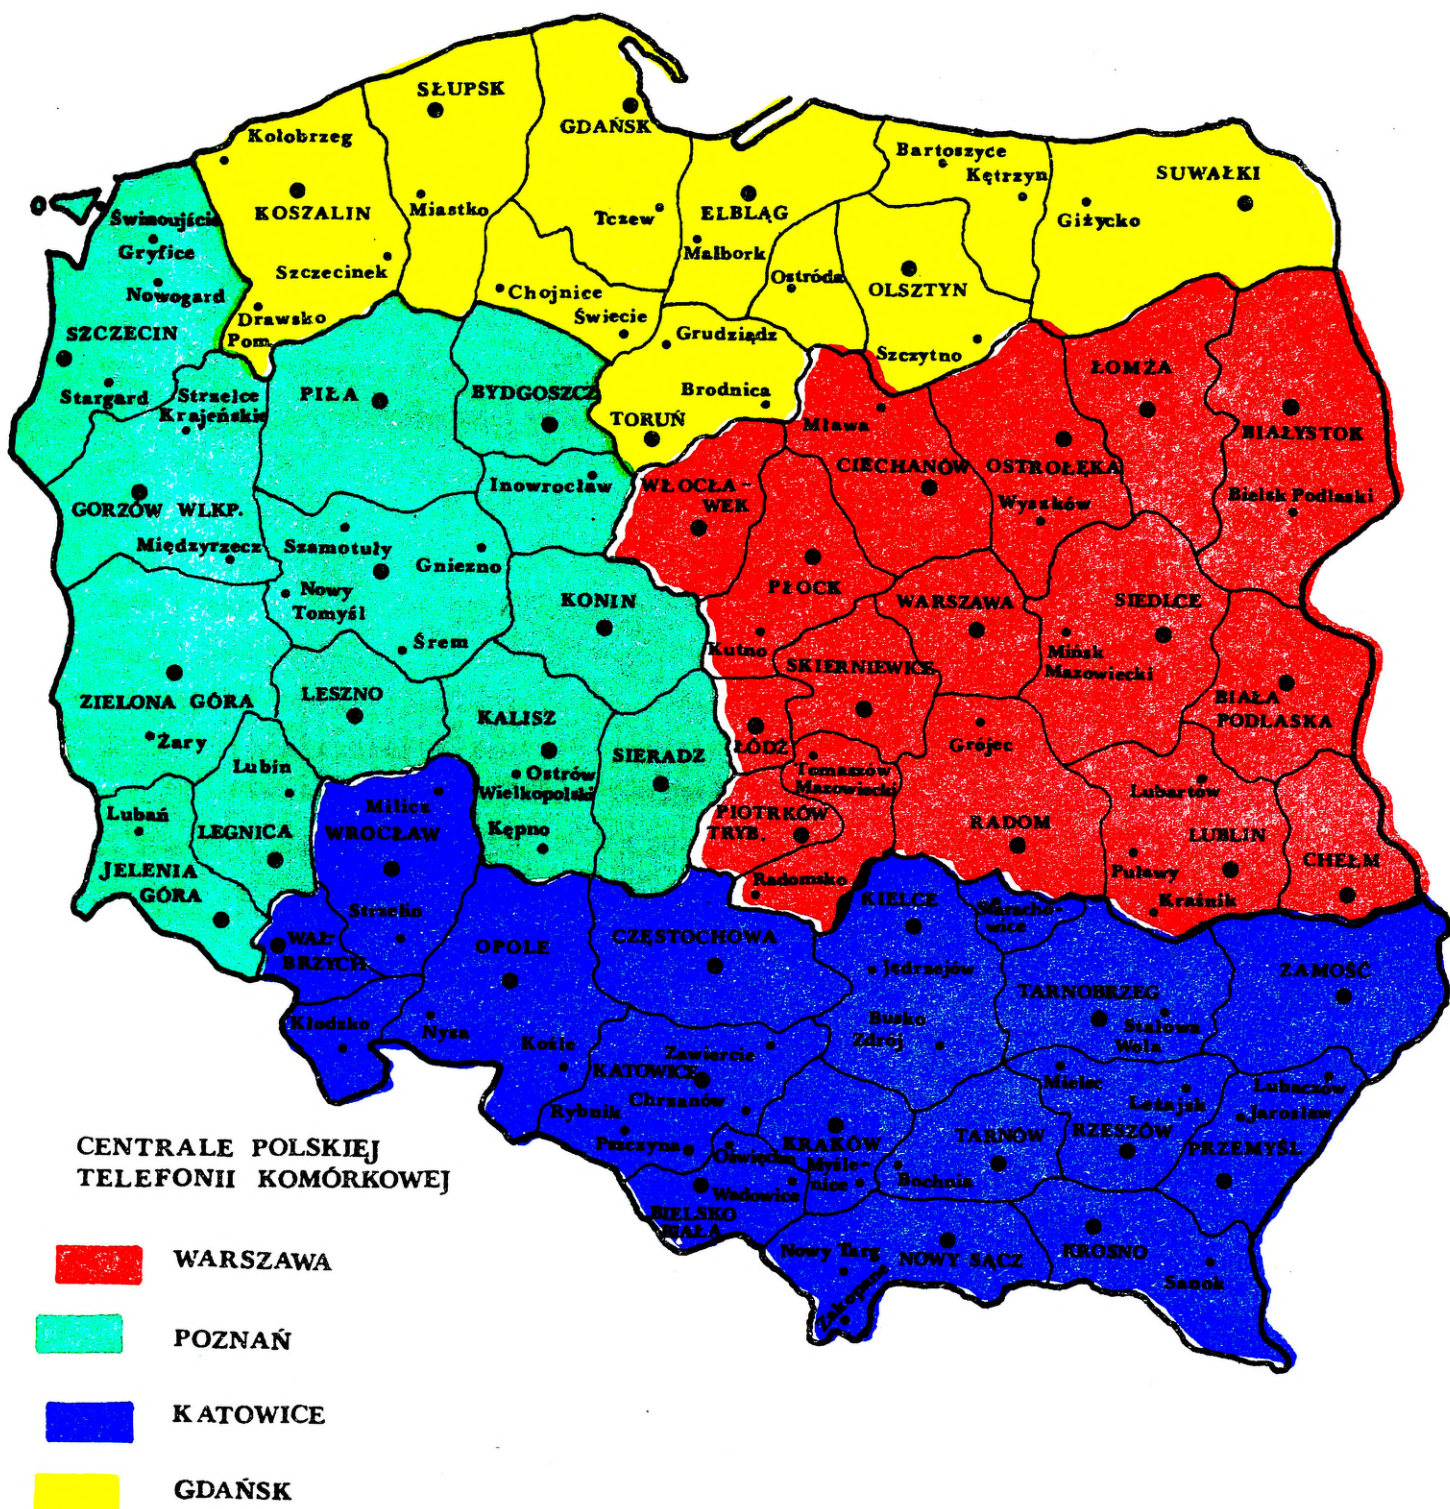 SŁUPSK
GDAŃSK
Kołobrzeg
Bartoszyce
Kętrzyn
SUWAŁKI
KOSZALIN
Miastko
Tczew
ELBLĄG
Giżycko
Świnoujście
Gryfice
Malbork
Szczecinek
Ostróda
OLSZTYN
Nowogard
Chojnice
Świecie
Drawsko
Pom.
SZCZECIN
Grudziądz
Szczytno
Stargard
Strzelce
Krajeńskie
PIŁA
BYDGOSZCZ
Brodnica
ŁOMŻA
TORUŃ
Mława
BIAŁYSTOK
CIECHANÓW
OSTROŁĘKA
WŁOCŁA-
WEK
Inowrocław
Wyszków
Bielsk Podlaski
GORZÓW WLKP.
Międzyrzecz
Szamotuły
Gniezno
Nowy
Tomyśl
KONIN
PŁOCK
WARSZAWA
SIEDLCE
Śrem
Kutno
SKIERNIEWICE
Mińsk
Mazowiecki
ZIELONA GÓRA
LESZNO
KALISZ
BIAŁA
PODLASKA
Żary
SIERADZ
ŁÓDŹ
Grójec
Lubin
Ostrów
Wielkopolski
Tomaszów
Mazowiecki
Lubartów
Lubań
Milicz
LEGNICA
WROCŁAW
Kępno
PIOTRKÓW
TRYB.
RADOM
LUBLIN
CHEŁM
JELENIA
GÓRA
Radomsko
Puławy
Kraśnik
Strzelin
KIELCE
Staracho-
wice
WAŁ-
BRZYCH
OPOLE
CZĘSTOCHOWA
Jędrzejów
ZAMOŚĆ
TARNOBRZEG
Kłodzko
Nysa
Koźle
Busko
Zdrój
Stalowa
Wola
Zawiercie
KATOWICE
Mielec
Lubaczów
Rybnik
Chrzanów
Leżajsk
Jarosław
Pszczyna
Oświęcim
KRAKÓW
TARNÓW
RZESZÓW
PRZEMYŚL
Wadowice
Myśle-
nice
Bochnia
BIELSKO
BIAŁA
Nowy Targ
NOWY SĄCZ
KROSNO
Sanok
Zakopane
CENTRALE POLSKIEJ
TELEFONII KOMÓRKOWEJ
WARSZAWA
POZNAŃ
KATOWICE
GDAŃSK